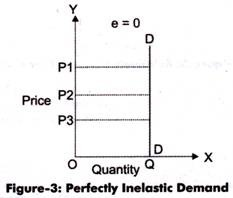 Y
e = 0
D
P1
Price P2
P3
D
O Q X
Quantity
Figure-3: Perfectly Inelastic Demand